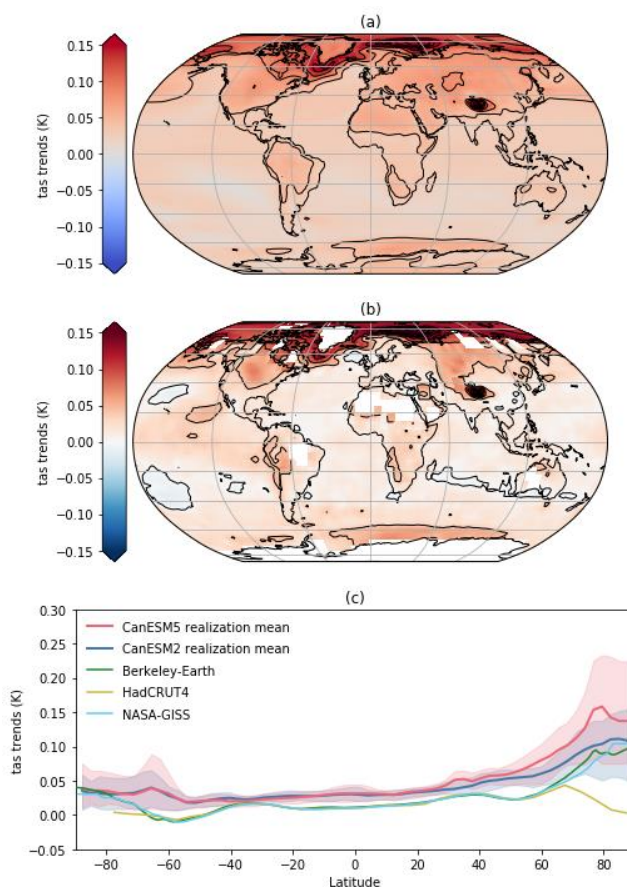 (a)
0.15
0.10
0.05
0.00
−0.05
−0.10
−0.15
tas trends (K)
(b)
0.15
0.10
0.05
0.00
−0.05
−0.10
−0.15
tas trends (K)
(c)
0.30
0.25
0.20
0.15
0.10
0.05
0.00
−0.05
tas trends (K)
CanESM5 realization mean
CanESM2 realization mean
Berkeley-Earth
HadCRUT4
NASA-GISS
−80 −60 −40 −20 0 20 40 60 80
Latitude